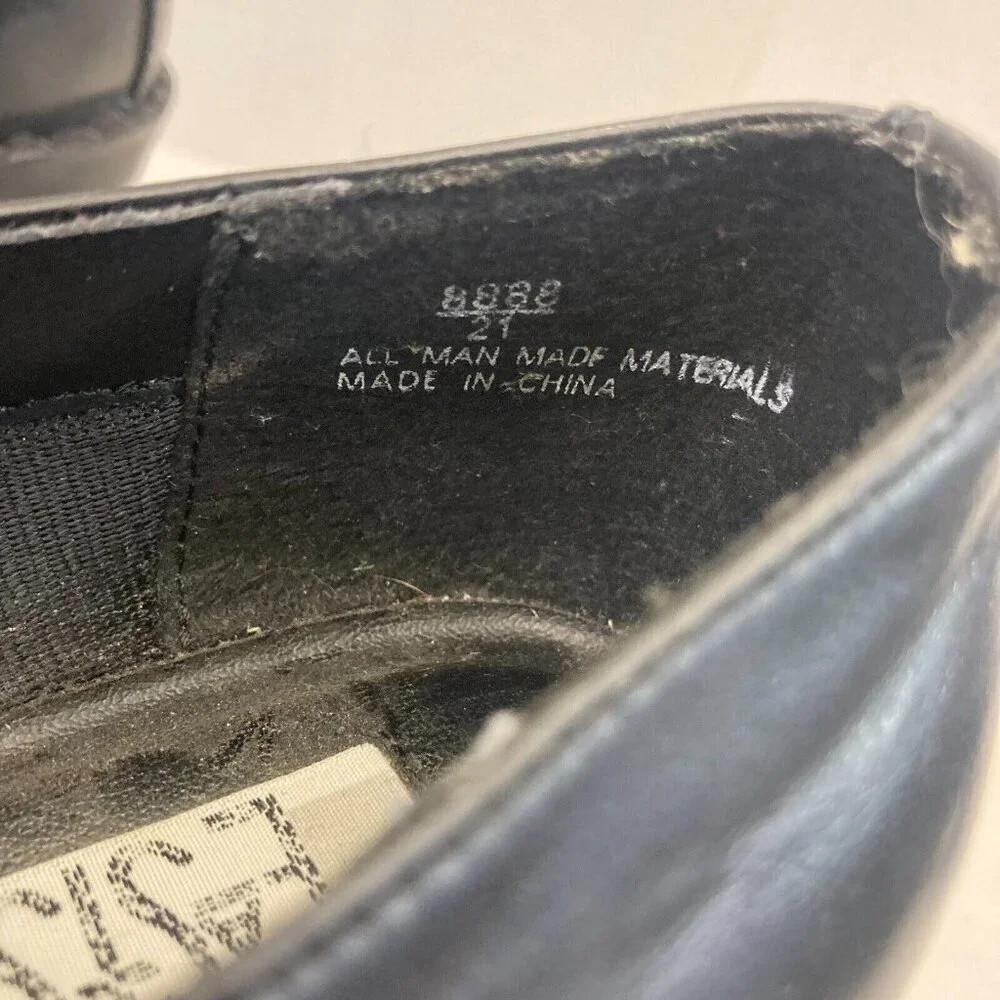 8888
21
ALL MAN MADE MATERIALS
MADE IN CHINA